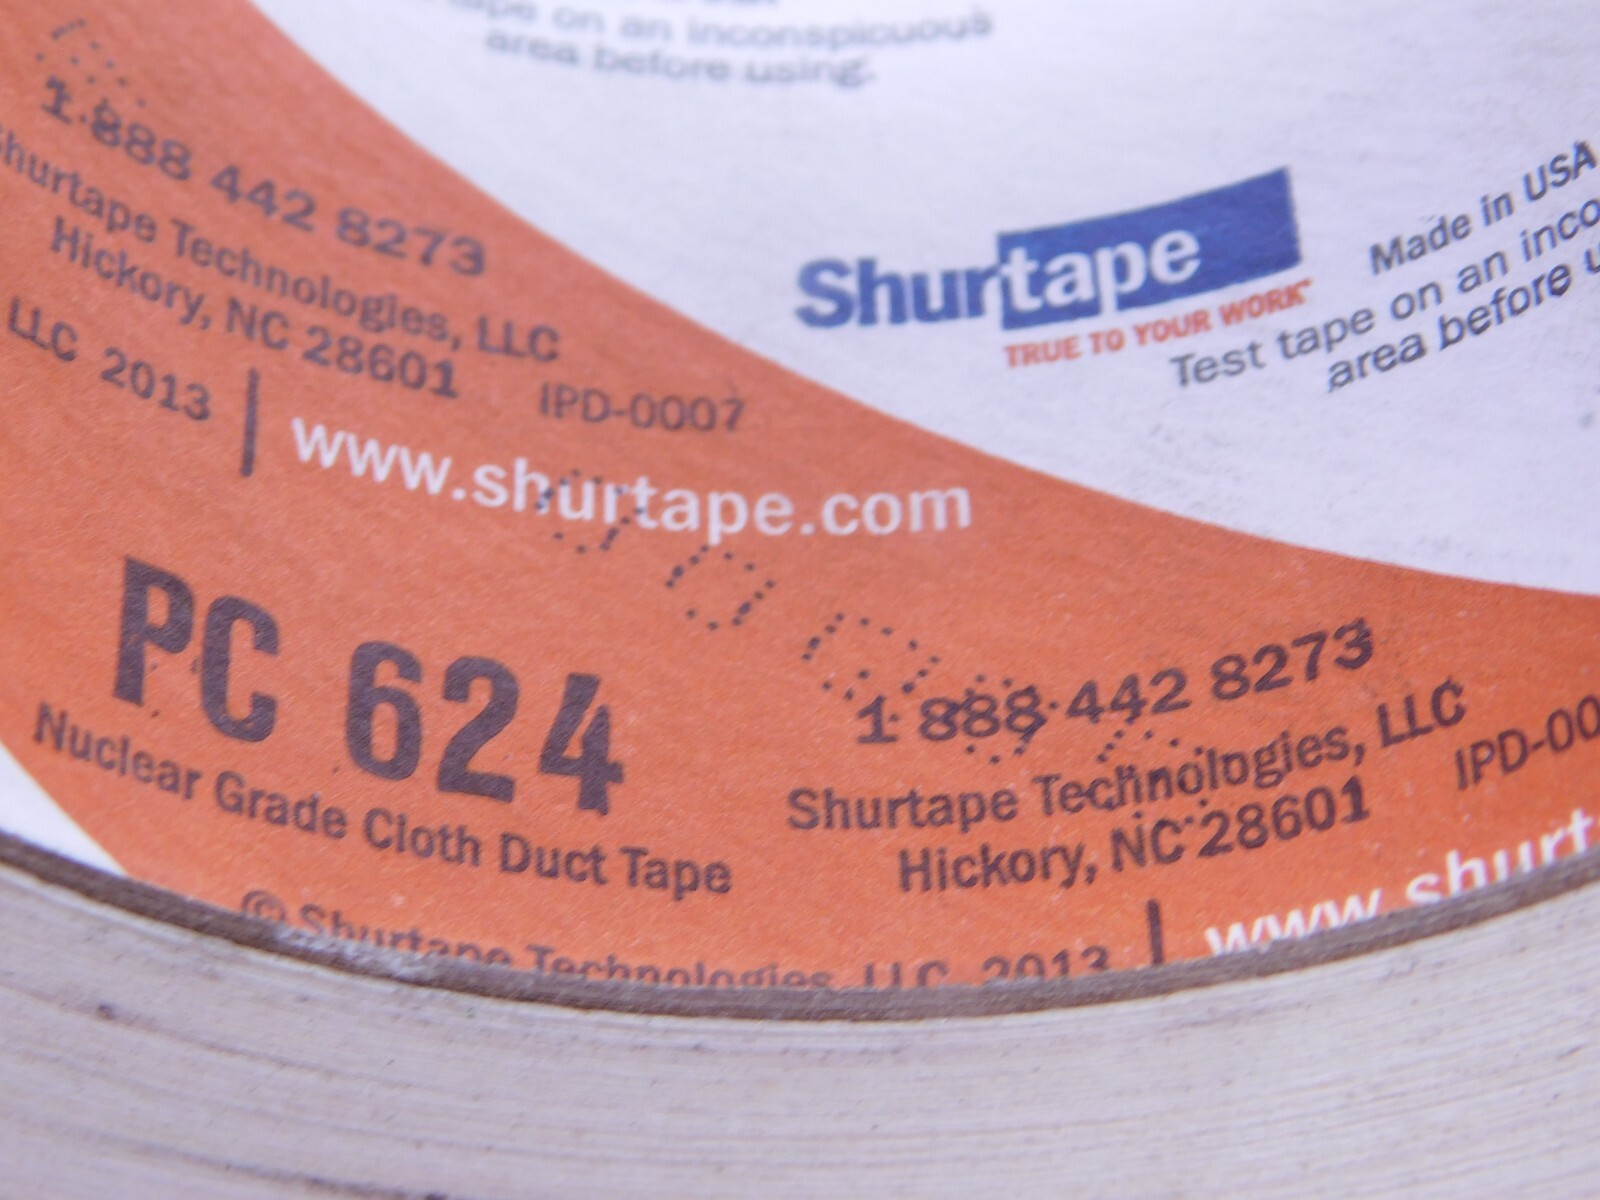 tape on an inconspicuous
area before using.
1·888 442 8273
Shurtape Technologies, LLC
Hickory, NC 28601
IPD-0007
LLC 2013 | www.shurtape.com
Shurtape
TRUE TO YOUR WORK
Made in USA
Test tape on an inco
area before u
PC 624
Nuclear Grade Cloth Duct Tape
1·888·442 8273
Shurtape Technologies, LLC
Hickory, NC 28601
IPD-00
© Shurtape Technologies, LLC 2013 | www.shurt